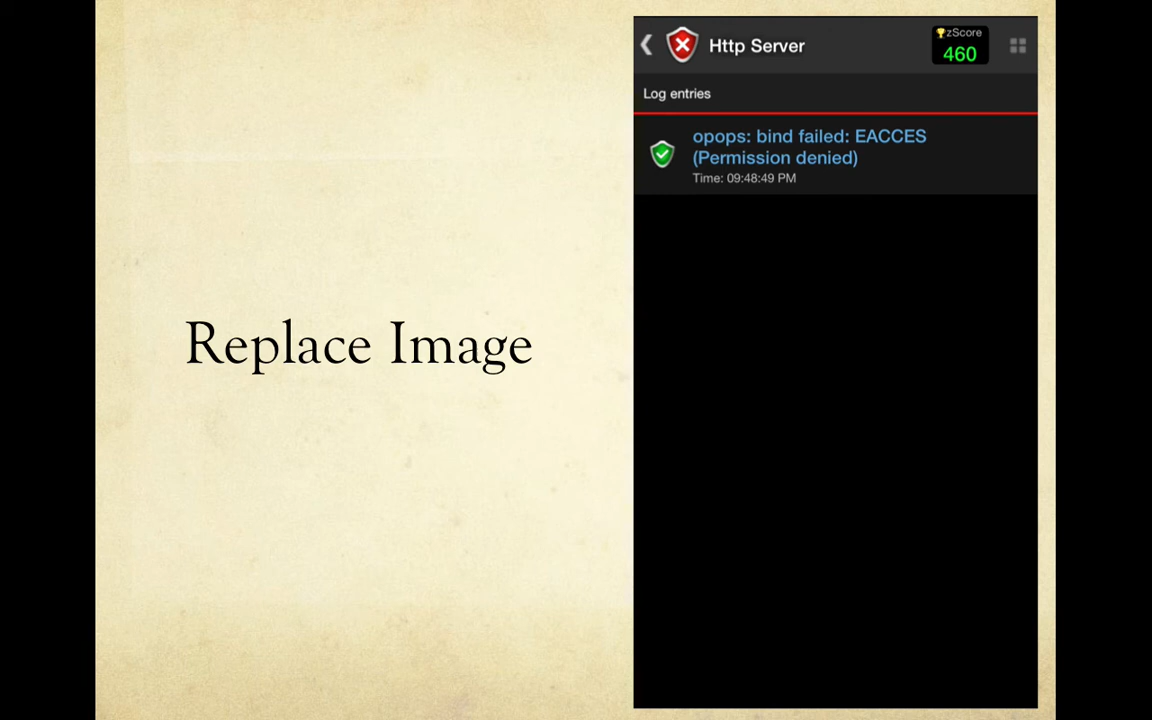 Replace Image
Http Server
zScore
460
Log entries
opops: bind failed: EACCES
(Permission denied)
Time: 09:48:49 PM